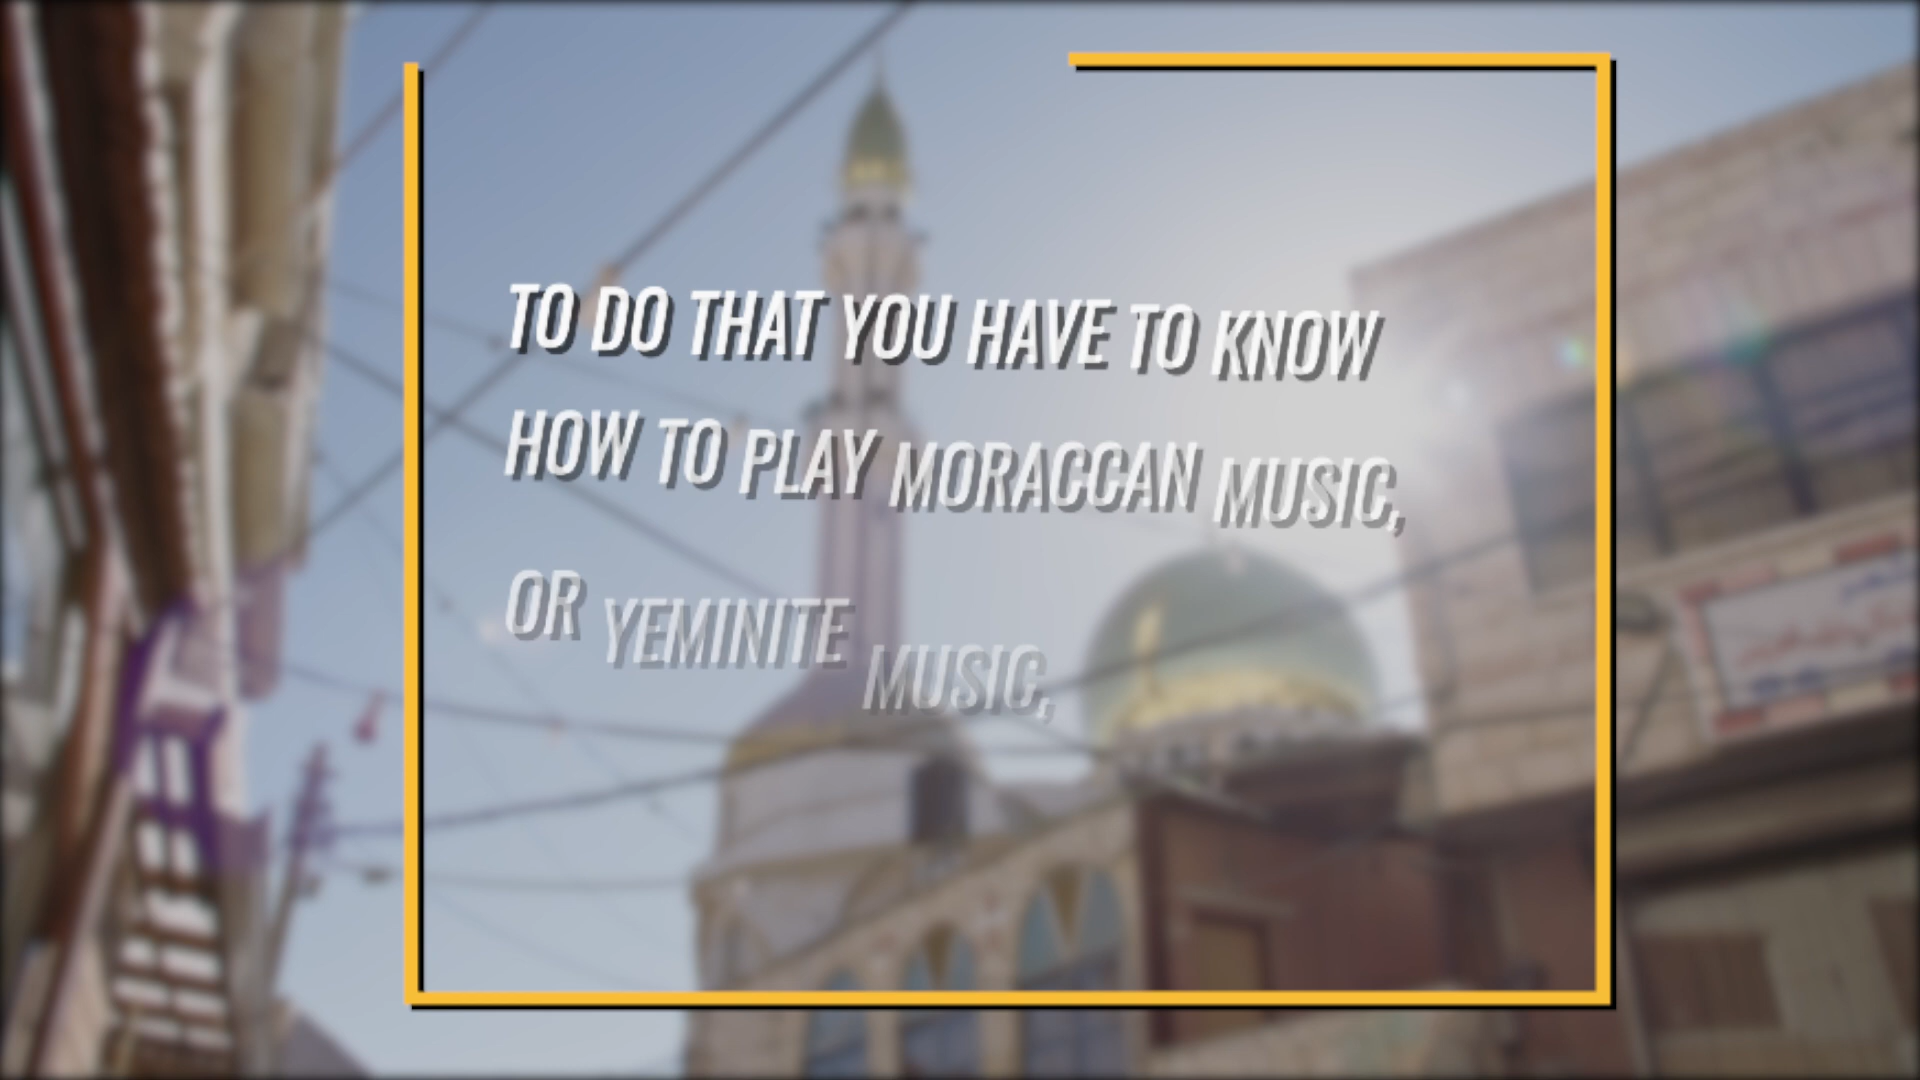 TO DO THAT YOU HAVE TO KNOW
HOW TO PLAY MORACCAN MUSIC,
OR YEMINITE MUSIC,